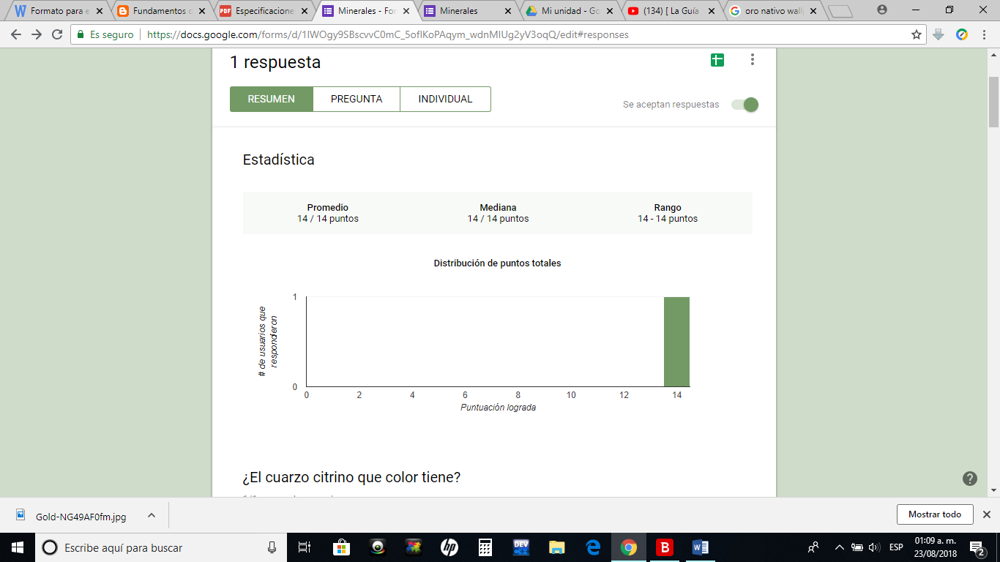 Formato para e
Fundamentos c
PDF Especificacione
Minerales - For
Minerales
Mi unidad - Go
(134) [ La Guía
oro nativo wall
Es seguro https://docs.google.com/forms/d/1IWOgy9SBscvvC0mC_5oflKoPAqym_wdnMIUg2yV3oqQ/edit#responses
1 respuesta
RESUMEN PREGUNTA INDIVIDUAL
Se aceptan respuestas
Estadística
Promedio Mediana Rango
14 / 14 puntos 14 / 14 puntos 14 - 14 puntos
Distribución de puntos totales
# de usuarios que
respondieron
1
0
0 2 4 6 8 10 12 14
Puntuación lograda
¿El cuarzo citrino que color tiene?
Gold-NG49AF0fm.jpg
Mostrar todo
Escribe aquí para buscar
hp
DEV
B
ESP
01:09 a. m.
23/08/2018
2